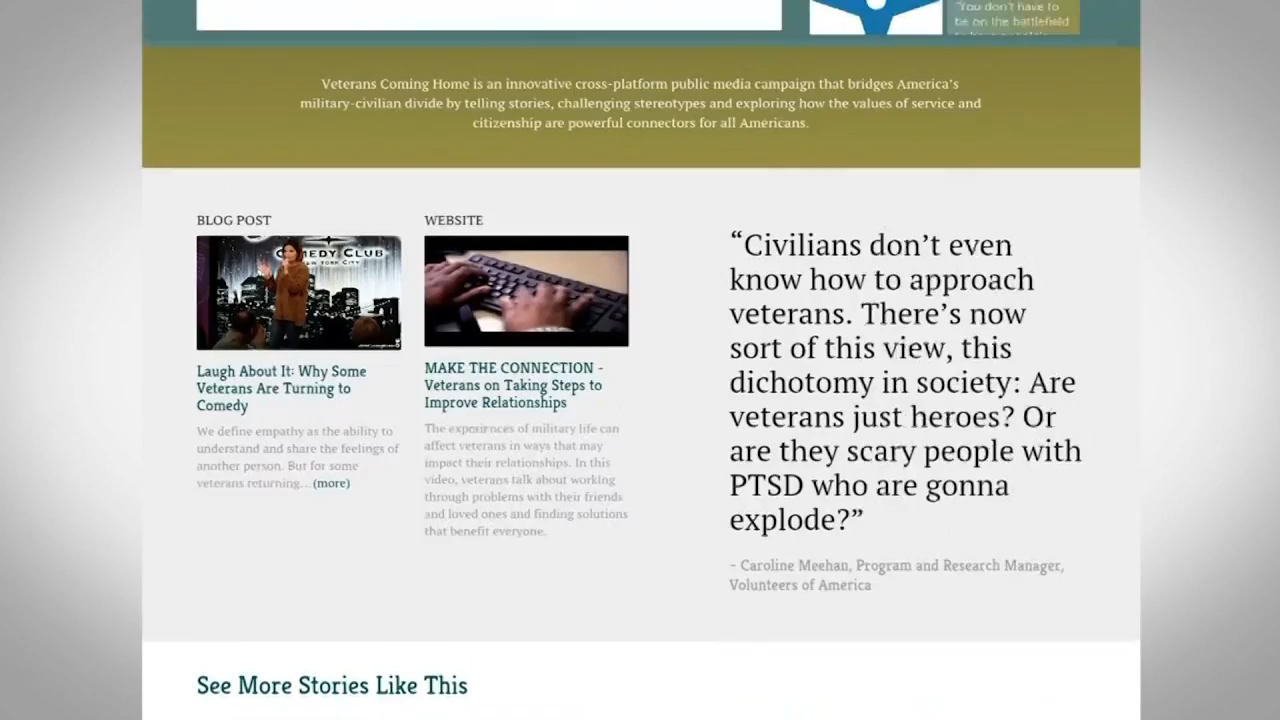 "You don't have to
be on the battlefield
Veterans Coming Home is an innovative cross-platform public media campaign that bridges America's
military-civilian divide by telling stories, challenging stereotypes and exploring how the values of service and
citizenship are powerful connectors for all Americans.
BLOG POST
COMEDY CLUB
NEW YORK CITY
Laugh About It: Why Some
Veterans Are Turning to
Comedy
We define empathy as the ability to
understand and share the feelings of
another person. But for some
veterans returning... (more)
WEBSITE
MAKE THE CONNECTION -
Veterans on Taking Steps to
Improve Relationships
The experiences of military life can
affect veterans in ways that may
impact their relationships. In this
video, veterans talk about working
through problems with their friends
and loved ones and finding solutions
that benefit everyone.
“Civilians don’t even
know how to approach
veterans. There’s now
sort of this view, this
dichotomy in society: Are
veterans just heroes? Or
are they scary people with
PTSD who are gonna
explode?”
- Caroline Meehan, Program and Research Manager,
Volunteers of America
See More Stories Like This